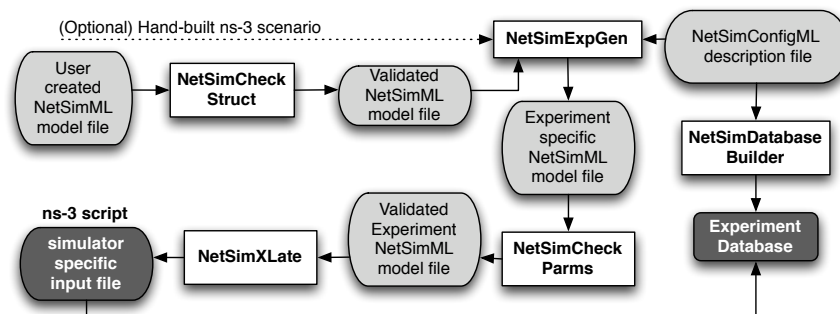 (Optional) Hand-built ns-3 scenario
User
created
NetSimML
model file
NetSimCheck
Struct
Validated
NetSimML
model file
NetSimExpGen
NetSimConfigML
description file
Experiment
specific
NetSimML
model file
NetSimDatabase
Builder
ns-3 script
simulator
specific
input file
NetSimXLate
Validated
Experiment
NetSimML
model file
NetSimCheck
Parms
Experiment
Database